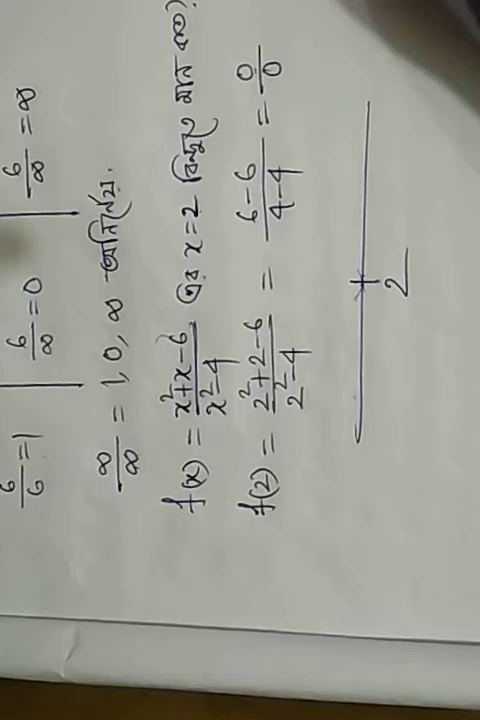 6/6 = 1 | 6/∞ = 0 | 6/∞ = ∞
∞/∞ = 1, 0, ∞ অনির্ণেয়.
f(x) = x²+x-6/x²-4 এর x=2 বিন্দুতে মান কত?
f(2) = 2²+2-6/2²-4 = 6-6/4-4 = 0/0
2